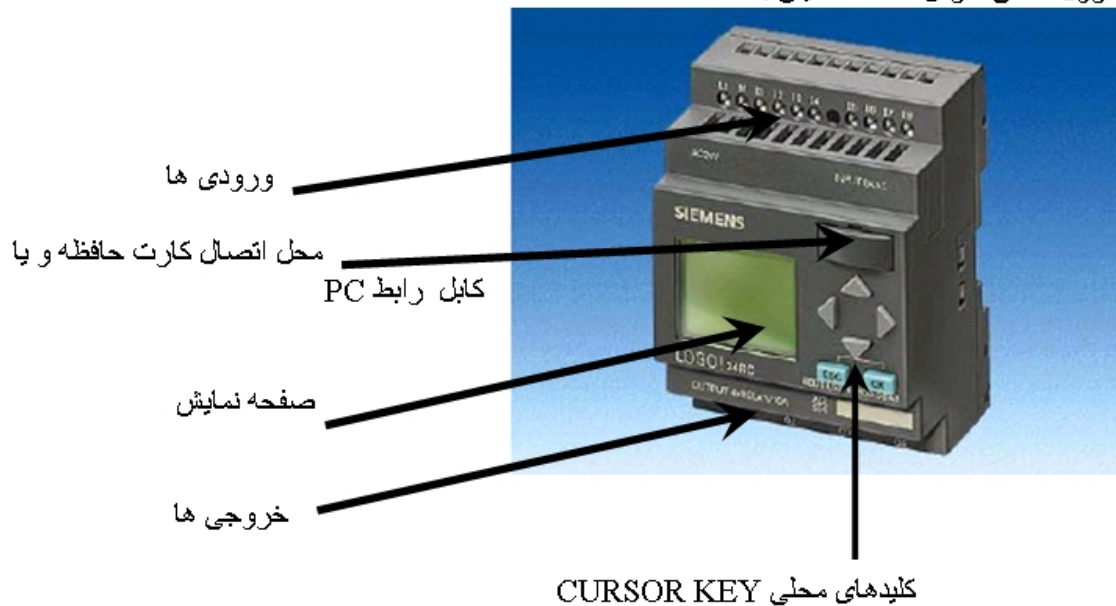 ورودی ها
محل اتصال کارت حافظه و یا
کابل رابط PC
صفحه نمایش
خروجی ها
کلیدهای محلی CURSOR KEY
SIEMENS
LOGO! 24RC
ESC
OK